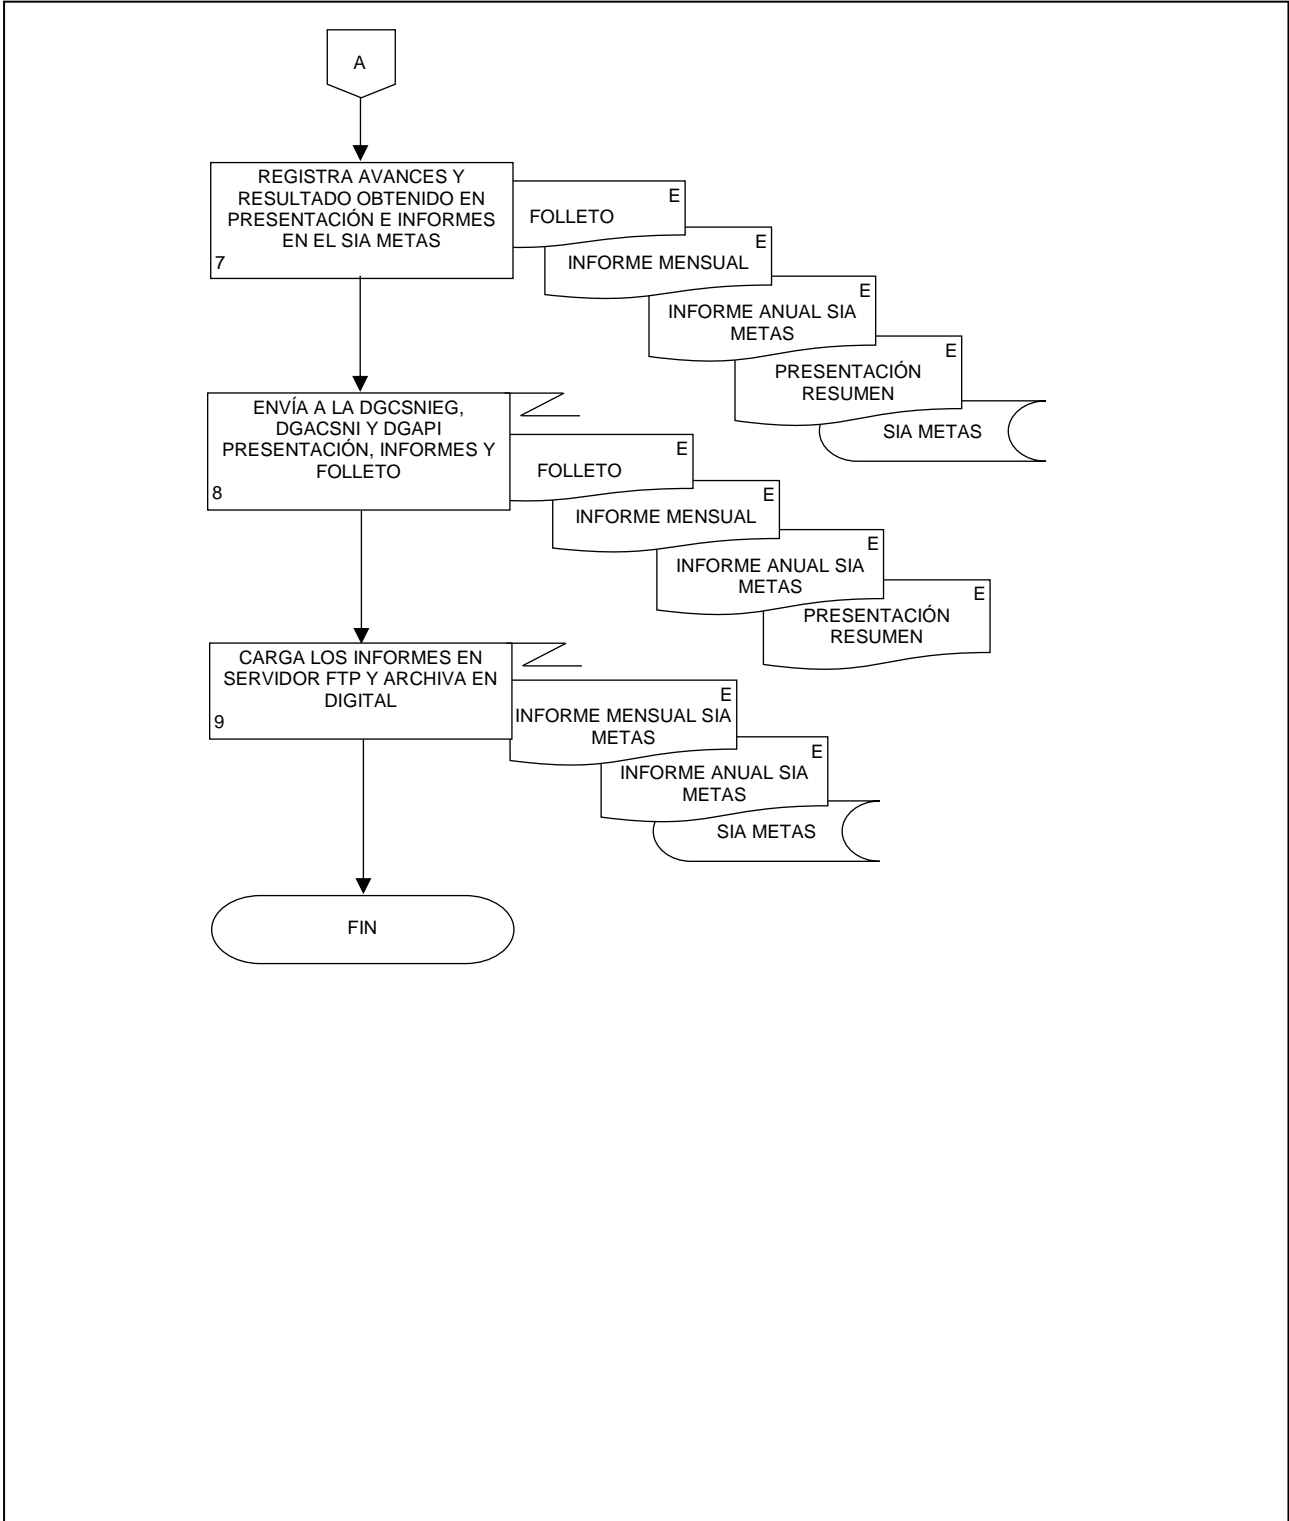 A
REGISTRA AVANCES Y
RESULTADO OBTENIDO EN
PRESENTACIÓN E INFORMES
EN EL SIA METAS
7
E
FOLLETO
E
INFORME MENSUAL
E
INFORME ANUAL SIA
METAS
E
PRESENTACIÓN
RESUMEN
SIA METAS
ENVÍA A LA DGCSNIEG,
DGACSNI Y DGAPI
PRESENTACIÓN, INFORMES Y
FOLLETO
8
E
FOLLETO
E
INFORME MENSUAL
E
INFORME ANUAL SIA
METAS
E
PRESENTACIÓN
RESUMEN
CARGA LOS INFORMES EN
SERVIDOR FTP Y ARCHIVA EN
DIGITAL
9
E
INFORME MENSUAL SIA
METAS
E
INFORME ANUAL SIA
METAS
SIA METAS
FIN